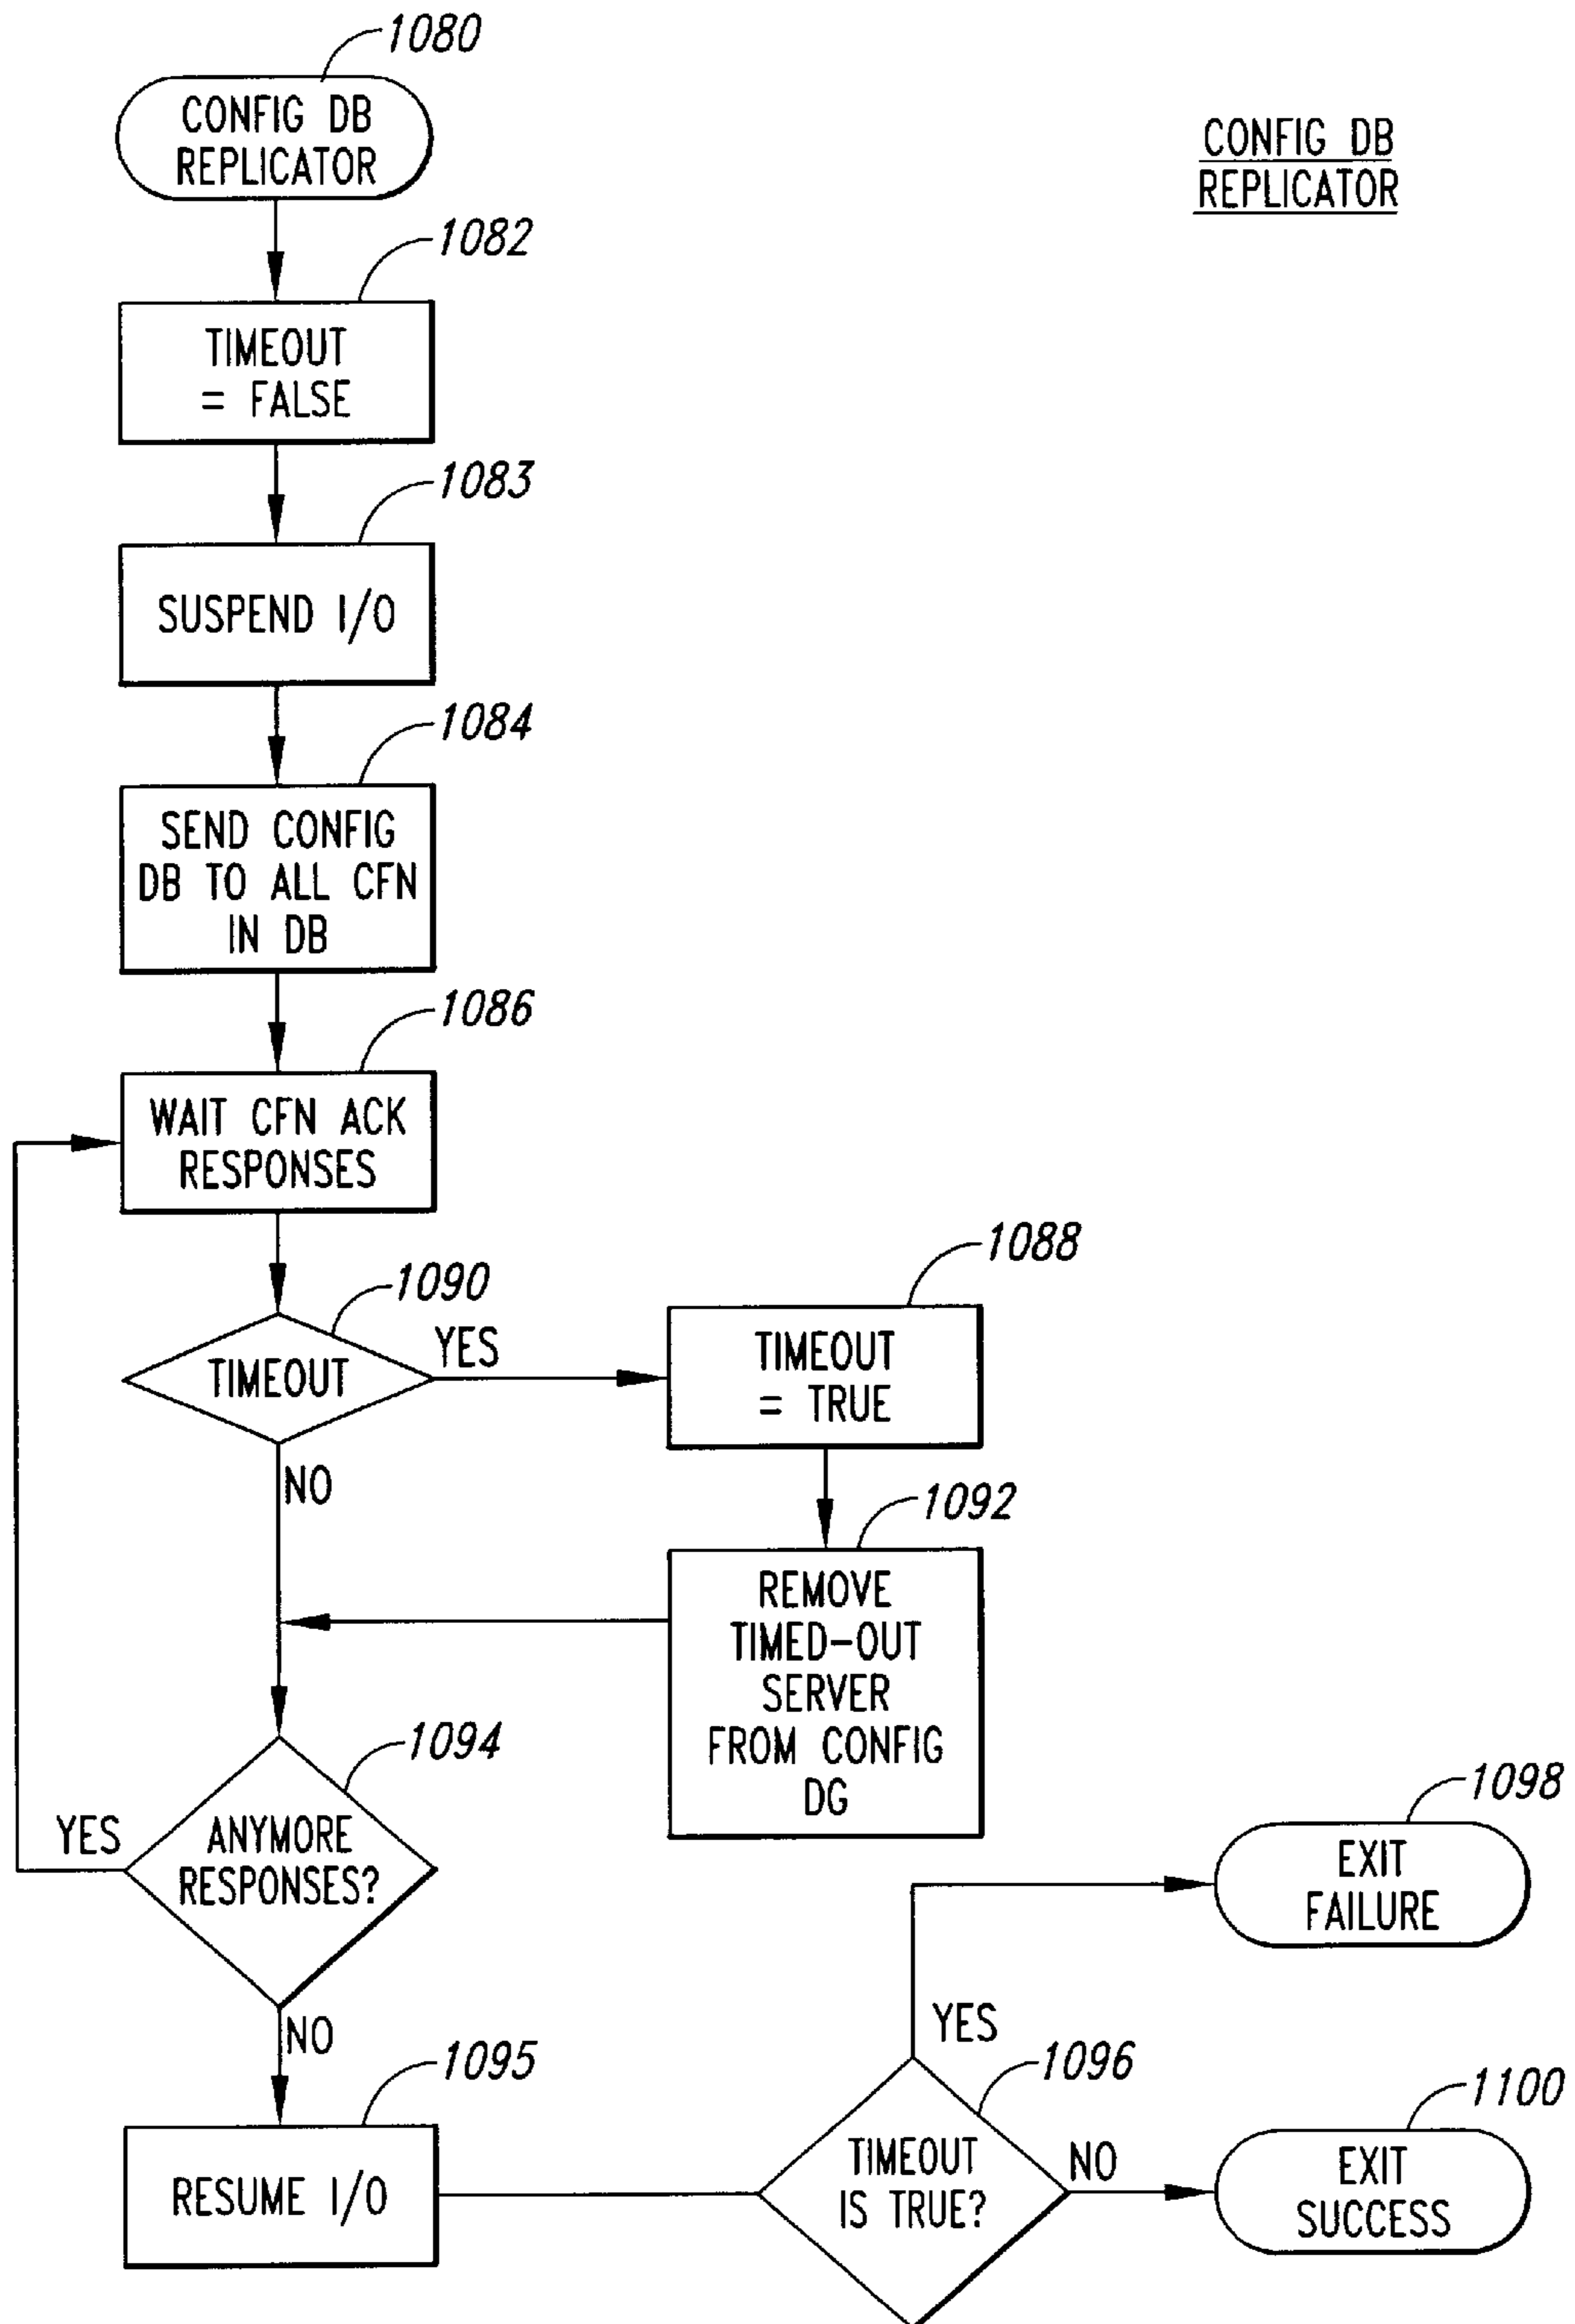 1080
CONFIG DB
REPLICATOR
CONFIG DB
REPLICATOR
1082
TIMEOUT
= FALSE
1083
SUSPEND I/O
1084
SEND CONFIG
DB TO ALL CFN
IN DB
1086
WAIT CFN ACK
RESPONSES
1090
TIMEOUT
YES
NO
1088
TIMEOUT
= TRUE
1092
REMOVE
TIMED-OUT
SERVER
FROM CONFIG
DG
1094
ANYMORE
RESPONSES?
YES
NO
1095
RESUME I/O
1096
TIMEOUT
IS TRUE?
YES
NO
1098
EXIT
FAILURE
1100
EXIT
SUCCESS